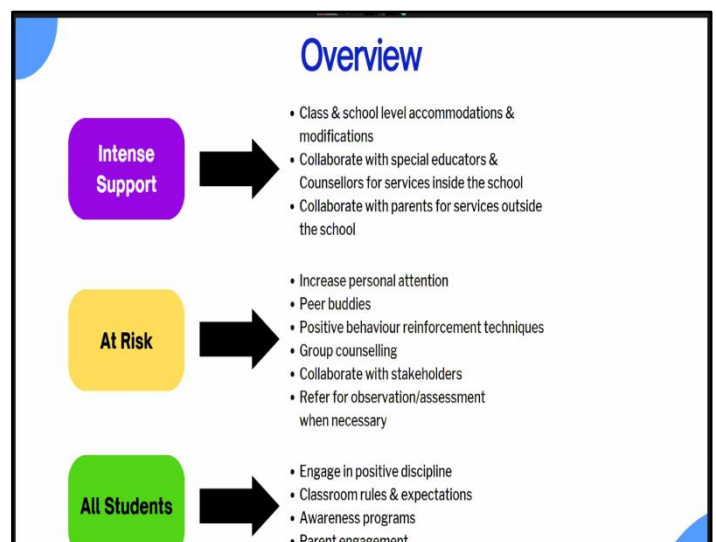 Overview
Intense
Support
• Class & school level accommodations &
modifications
• Collaborate with special educators &
Counsellors for services inside the school
• Collaborate with parents for services outside
the school
At Risk
• Increase personal attention
• Peer buddies
• Positive behaviour reinforcement techniques
• Group counselling
• Collaborate with stakeholders
• Refer for observation/assessment
when necessary
All Students
• Engage in positive discipline
• Classroom rules & expectations
• Awareness programs
• Parent engagement